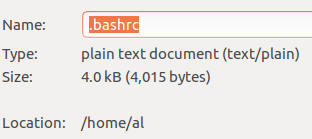 Name: .bashrc
Type: plain text document (text/plain)
Size: 4.0 kB (4,015 bytes)
Location: /home/al